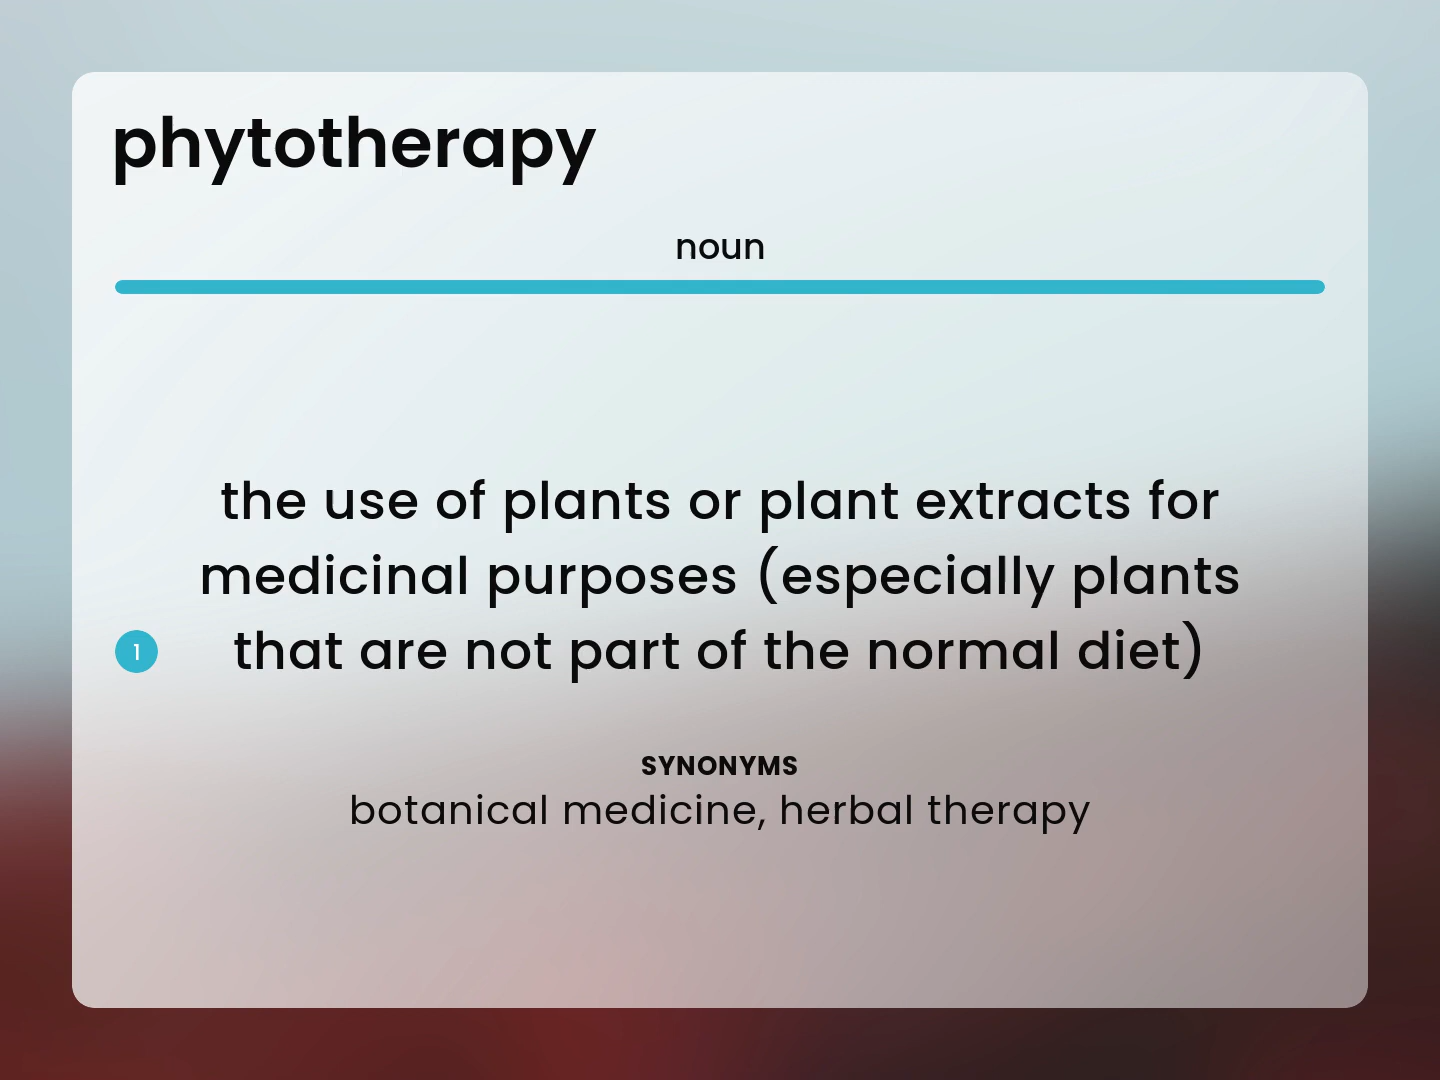 phytotherapy
noun
the use of plants or plant extracts for
medicinal purposes (especially plants
1 that are not part of the normal diet)
SYNONYMS
botanical medicine, herbal therapy